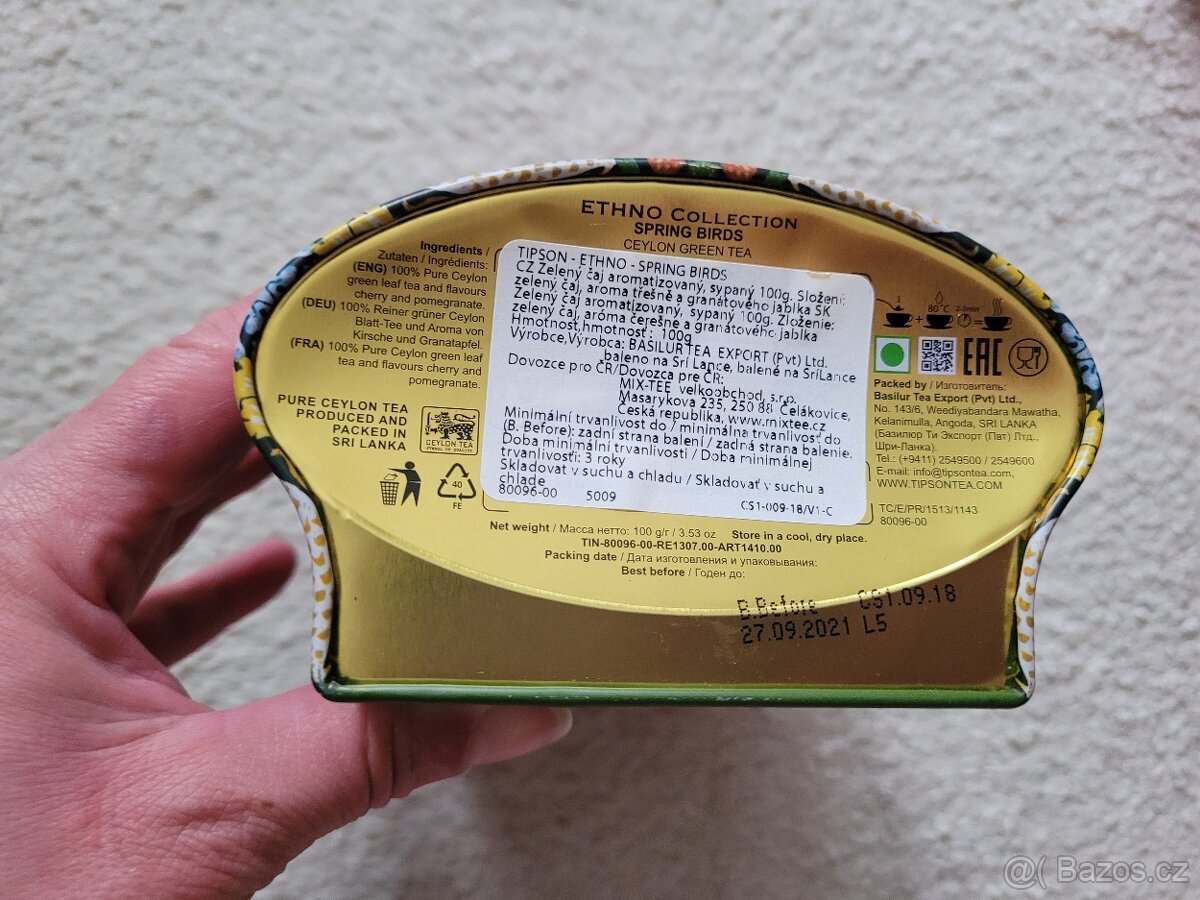 ETHNO COLLECTION
SPRING BIRDS
CEYLON GREEN TEA
Ingredients /
Zutaten / Ingrédients:
(ENG) 100% Pure Ceylon
green leaf tea and flavours
cherry and pomegranate.
(DEU) 100% Reiner grüner Ceylon
Blatt-Tee und Aroma von
Kirsche und Granatapfel.
(FRA) 100% Pure Ceylon green leaf
tea and flavours cherry and
pomegranate.
PURE CEYLON TEA
PRODUCED AND
PACKED IN
SRI LANKA
CEYLON TEA
40
FE
TIPSON - ETHNO - SPRING BIRDS
CZ Zelený čaj aromatizovaný, sypaný 100g. Složení:
zelený čaj, aroma třešně a granátového jablka SK
Zelený čaj aromatizovaný, sypaný 100g. Zloženie:
zelený čaj, aróma čerešne a granátového jablka
Hmotnost,hmotnosť : 100g
Výrobce,Výrobca: BASILUR TEA EXPORT (Pvt) Ltd.
baleno na Srí Lance, balené na SríLance
Dovozce pro ČR/Dovozca pre ČR:
MIX-TEE velkoobchod, s.r.o.
Masarykova 235, 250 88 Čelákovice,
Česká republika, www.mixtee.cz
Minimální trvanlivost do / minimálna trvanlivosť do
(B. Before): zadní strana balení / zadná strana balenie.
Doba minimální trvanlivosti / Doba minimálnej
trvanlivosti: 3 roky
Skladovat v suchu a chladu / Skladovať v suchu a
chlade
80096-00 5009 CS1-009-18/V1-C
1 80°C 2-3min
EAC
Packed by / Изготовитель:
Basilur Tea Export (Pvt) Ltd.,
No. 143/6, Weediyabandara Mawatha,
Kelanimulla, Angoda, SRI LANKA
(Базилюр Ти Экспорт (Пвт) Лтд.,
Шри-Ланка).
Tel.: (+9411) 2549500 / 2549600
E-mail: info@tipsontea.com
WWW.TIPSONTEA.COM
TC/E/PR/1513/1143
80096-00
Net weight / Масса нетто: 100 g/г / 3.53 oz Store in a cool, dry place.
TIN-80096-00-RE1307.00-ART1410.00
Packing date / Дата изготовления и упаковывания:
Best before / Годен до:
B.Before CS1.09.18
27.09.2021 L5
@( Bazos.cz